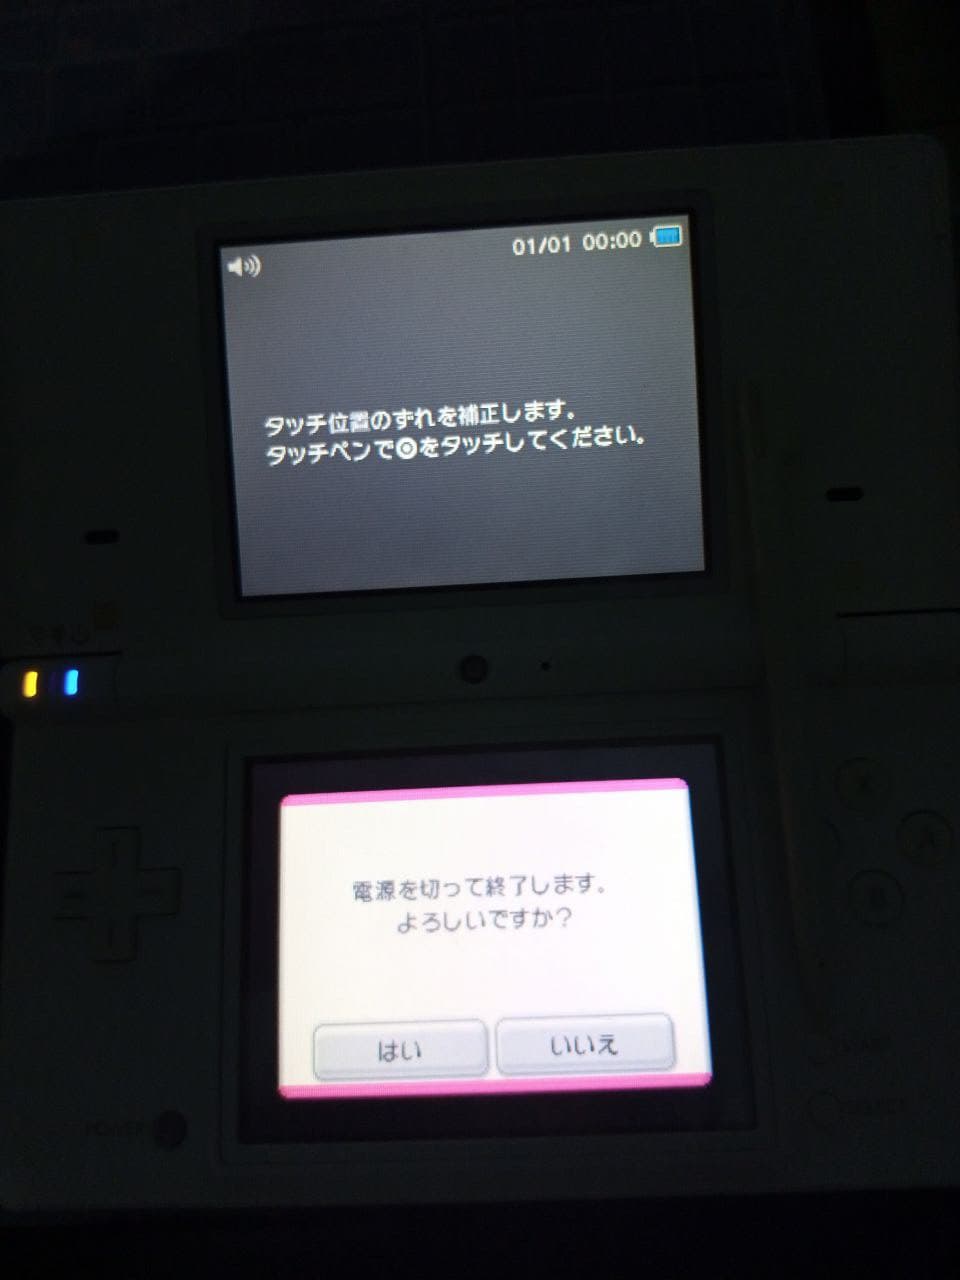 01/01 00:00
タッチ位置のずれを補正します。
タッチペンで◎をタッチしてください。
電源を切って終了します。
よろしいですか?
はい
いいえ
POWER
START
SELECT